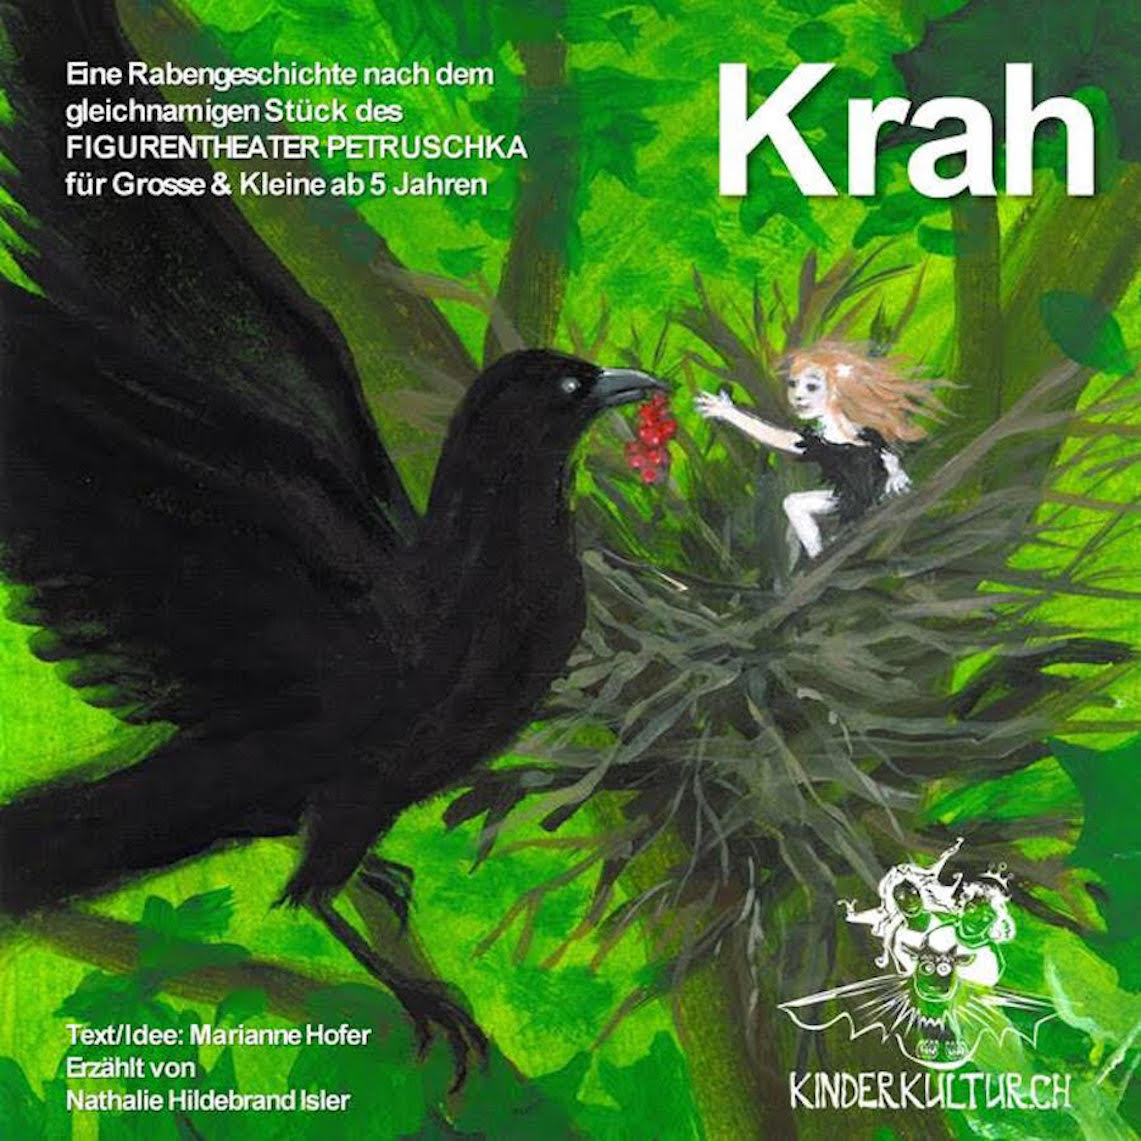 Eine Rabengeschichte nach dem
gleichnamigen Stück des
FIGURENTHEATER PETRUSCHKA
für Grosse & Kleine ab 5 Jahren
Krah
Text/Idee: Marianne Hofer
Erzählt von
Nathalie Hildebrand Isler
KINDERKULTUR.CH